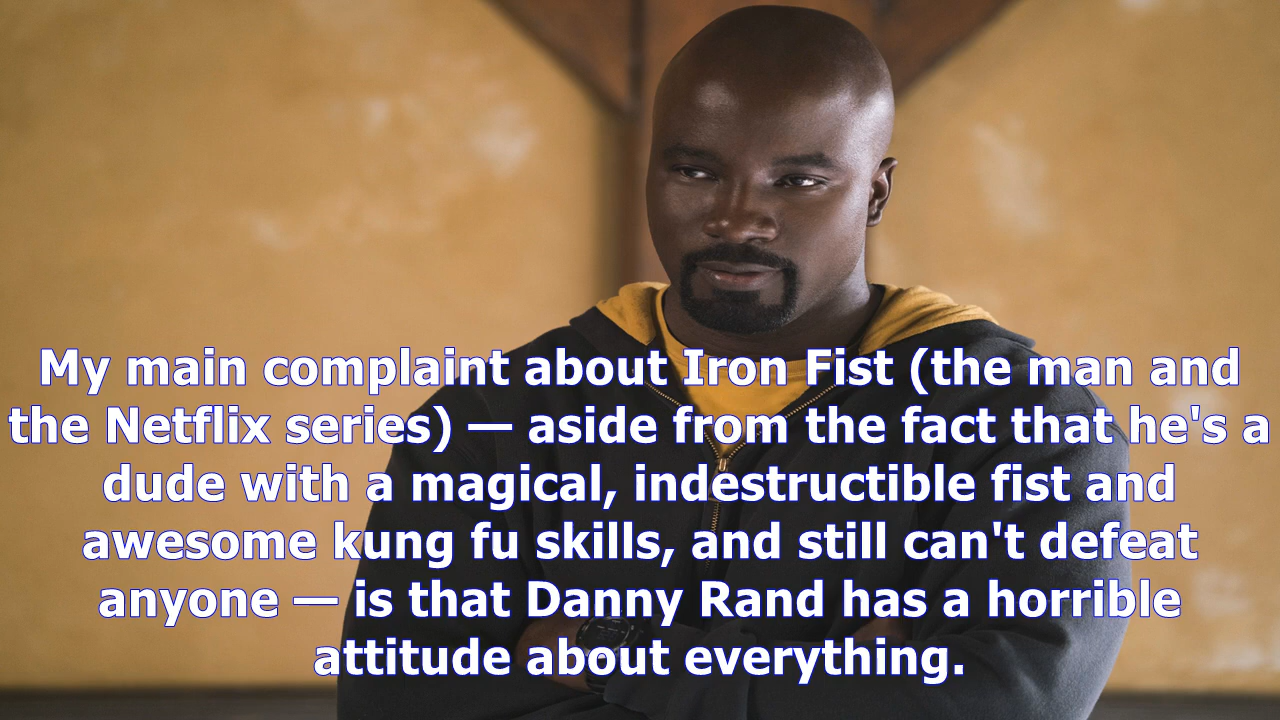 My main complaint about Iron Fist (the man and
the Netflix series) — aside from the fact that he's a
dude with a magical, indestructible fist and
awesome kung fu skills, and still can't defeat
anyone — is that Danny Rand has a horrible
attitude about everything.